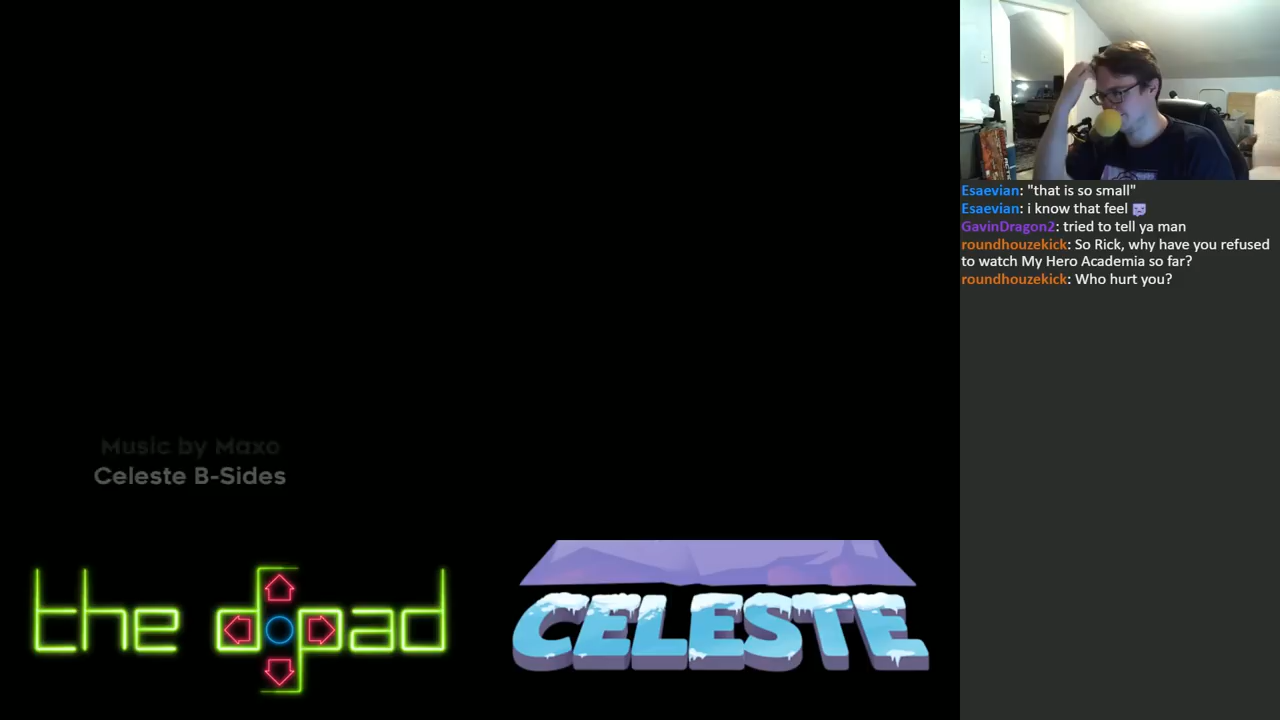 Esaevian: "that is so small"
Esaevian: i know that feel
GavinDragon2: tried to tell ya man
roundhouzekick: So Rick, why have you refused
to watch My Hero Academia so far?
roundhouzekick: Who hurt you?
Music by Maxo
Celeste B-Sides
the dpad
CELESTE